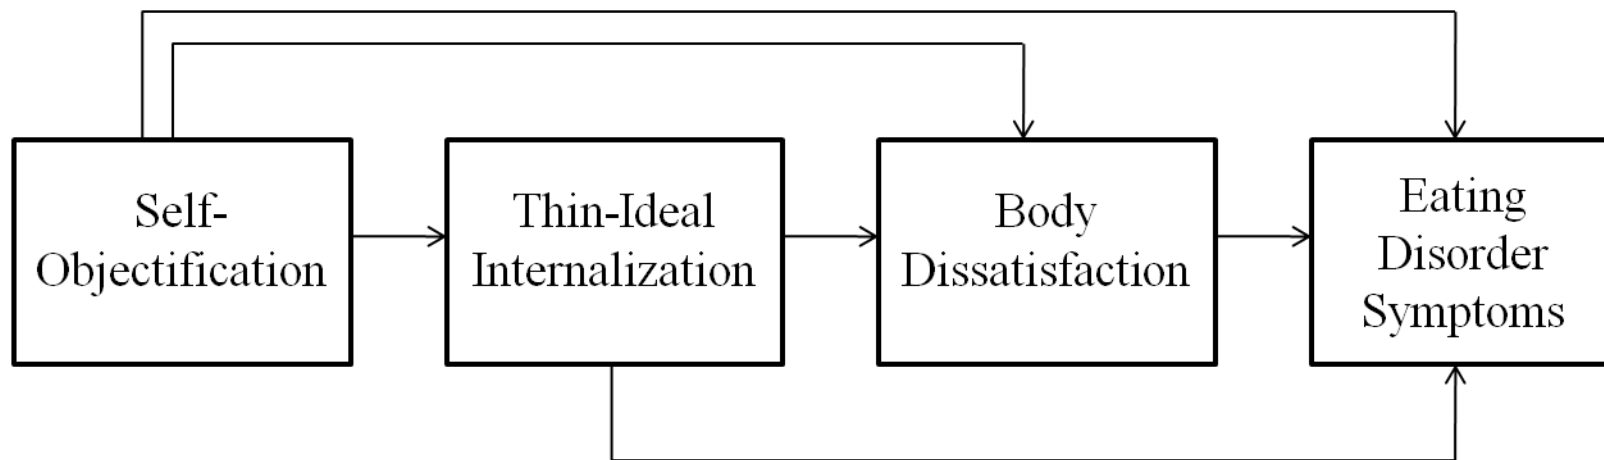 Self-
Objectification
Thin-Ideal
Internalization
Body
Dissatisfaction
Eating
Disorder
Symptoms